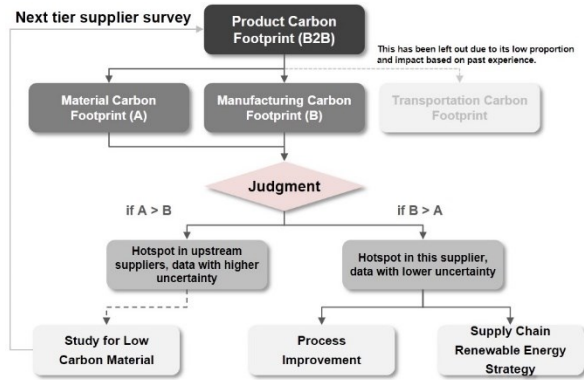 Next tier supplier survey
Product Carbon
Footprint (B2B)
This has been left out due to its low proportion
and impact based on past experience.
Material Carbon
Footprint (A)
Manufacturing Carbon
Footprint (B)
Transportation Carbon
Footprint
Judgment
if A > B
if B > A
Hotspot in upstream
suppliers, data with higher
uncertainty
Hotspot in this supplier,
data with lower uncertainty
Study for Low
Carbon Material
Process
Improvement
Supply Chain
Renewable Energy
Strategy